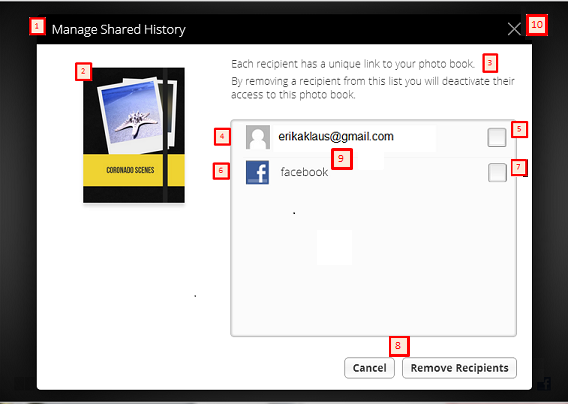 1 Manage Shared History 10
2 Each recipient has a unique link to your photo book. 3
By removing a recipient from this list you will deactivate their
access to this photo book.
CORONADO SCENES
4 erikaklaus@gmail.com 5
9
6 f facebook 7
8
Cancel Remove Recipients